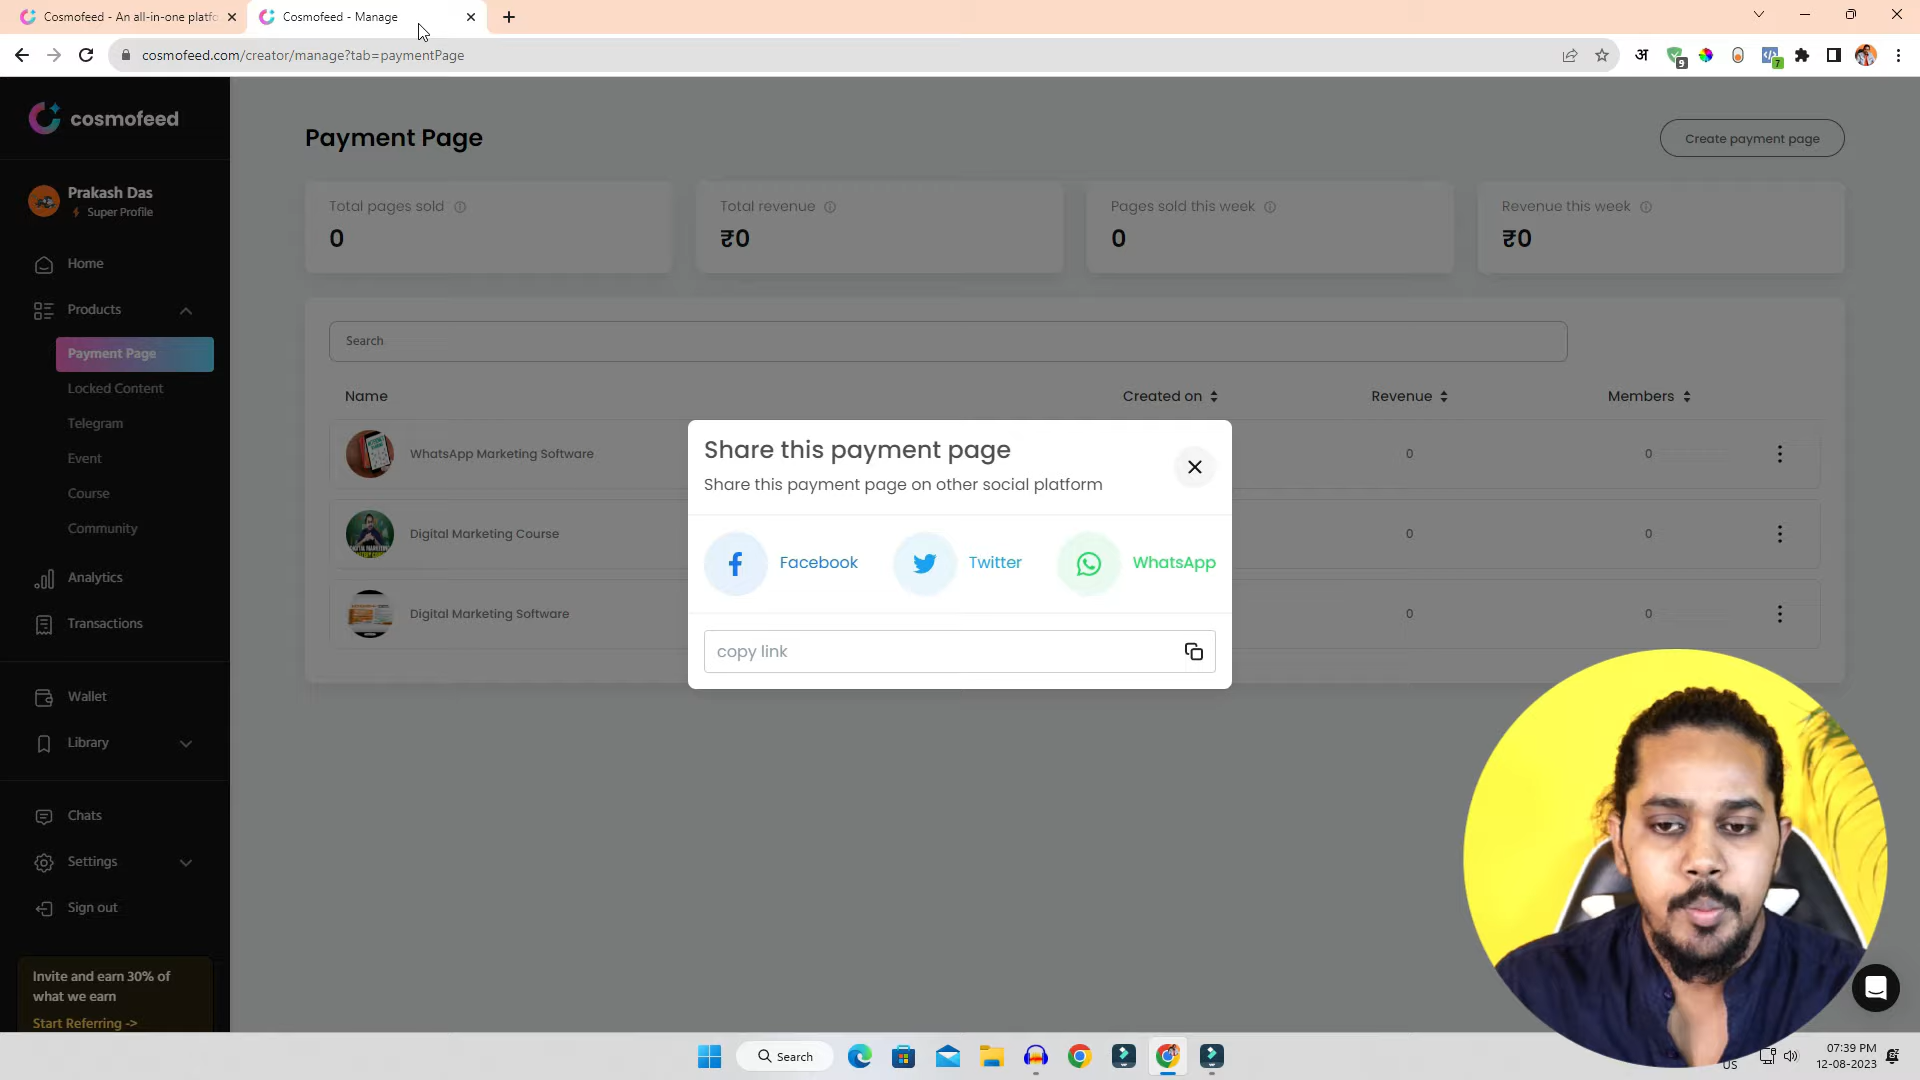 Cosmofeed - An all-in-one platfo
Cosmofeed - Manage
cosmofeed.com/creator/manage?tab=paymentPage
अ
9
7
cosmofeed
Prakash Das
Super Profile
Home
Products
Payment Page
Locked Content
Telegram
Event
Course
Community
Analytics
Transactions
Wallet
Library
Chats
Settings
Sign out
Invite and earn 30% of
what we earn
Start Referring ->
Payment Page
Create payment page
Total pages sold
0
Total revenue
₹0
Pages sold this week
0
Revenue this week
₹0
Search
Name
Created on
Revenue
Members
WhatsApp Marketing Software
0
0
Digital Marketing Course
0
0
Digital Marketing Software
0
0
Share this payment page
Share this payment page on other social platform
Facebook
Twitter
WhatsApp
copy link
Search
US
07:39 PM
12-08-2023